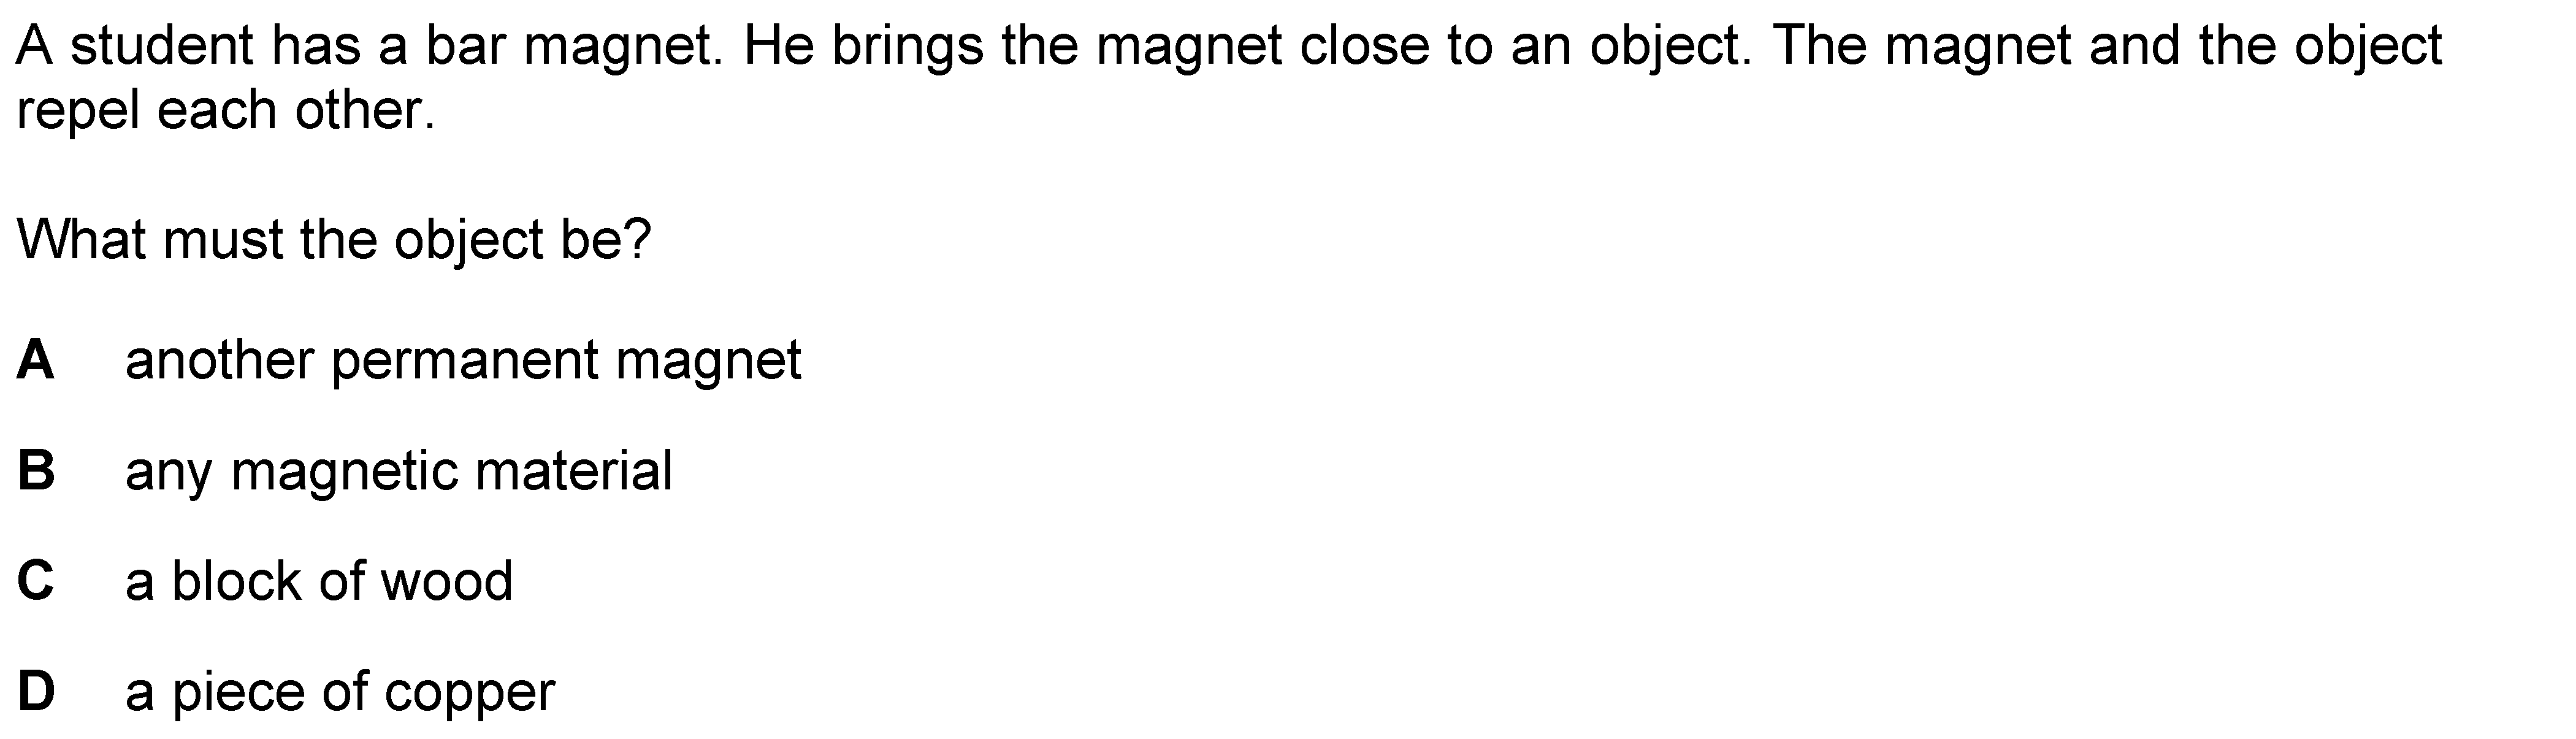 A student has a bar magnet. He brings the magnet close to an object. The magnet and the object
repel each other.
What must the object be?
A another permanent magnet
B any magnetic material
C a block of wood
D a piece of copper